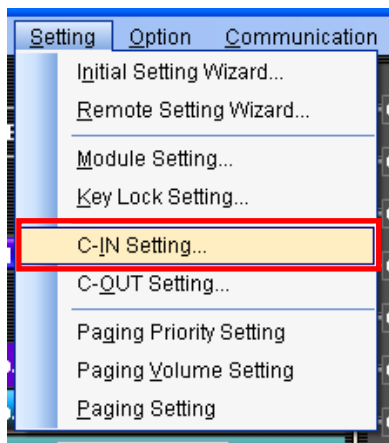 Setting Option Communication
Initial Setting Wizard...
Remote Setting Wizard...
Module Setting...
Key Lock Setting...
C-IN Setting...
C-OUT Setting...
Paging Priority Setting
Paging Volume Setting
Paging Setting